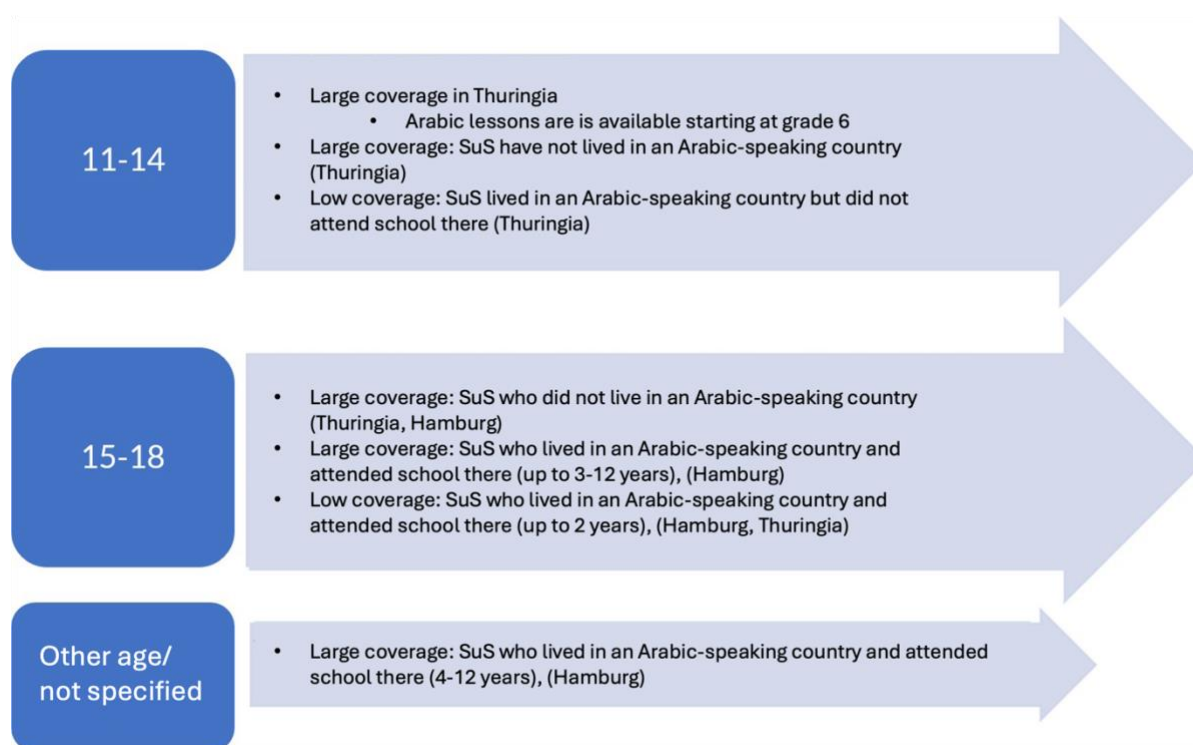 11-14
• Large coverage in Thuringia
• Arabic lessons are is available starting at grade 6
• Large coverage: SuS have not lived in an Arabic-speaking country
(Thuringia)
• Low coverage: SuS lived in an Arabic-speaking country but did not
attend school there (Thuringia)
15-18
• Large coverage: SuS who did not live in an Arabic-speaking country
(Thuringia, Hamburg)
• Large coverage: SuS who lived in an Arabic-speaking country and
attended school there (up to 3-12 years), (Hamburg)
• Low coverage: SuS who lived in an Arabic-speaking country and
attended school there (up to 2 years), (Hamburg, Thuringia)
Other age/
not specified
• Large coverage: SuS who lived in an Arabic-speaking country and attended
school there (4-12 years), (Hamburg)